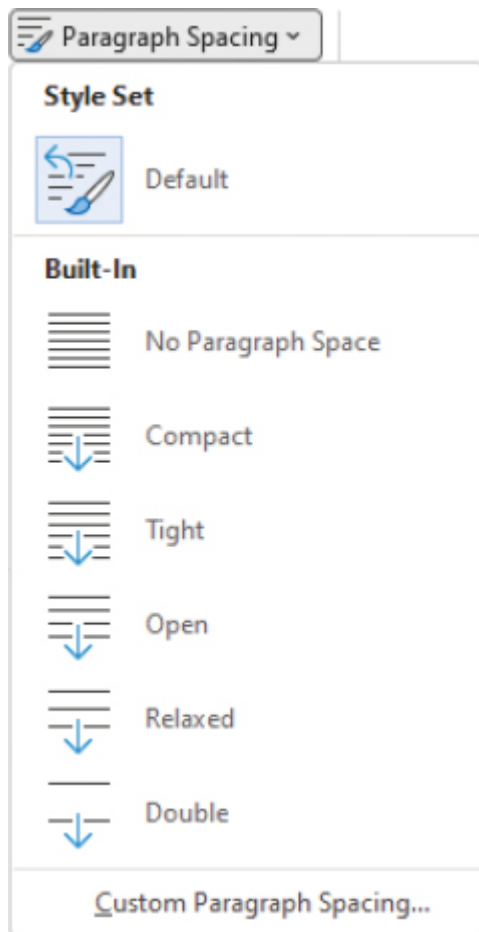 Paragraph Spacing
Style Set
Default
Built-In
No Paragraph Space
Compact
Tight
Open
Relaxed
Double
Custom Paragraph Spacing...